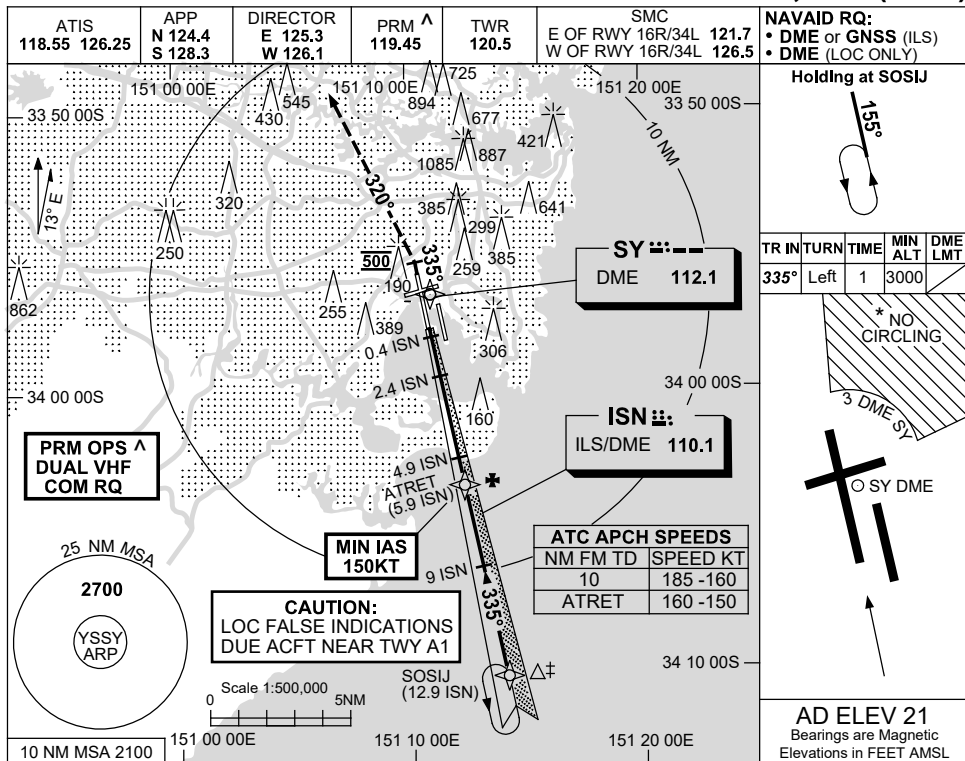 ATIS
118.55 126.25
APP
N 124.4
S 128.3
DIRECTOR
E 125.3
W 126.1
PRM ^
119.45
TWR
120.5
SMC
E OF RWY 16R/34L 121.7
W OF RWY 16R/34L 126.5
NAVAID RQ:
• DME or GNSS (ILS)
• DME (LOC ONLY)
151 00 00E
151 10 00E
151 20 00E
33 50 00S
33 50 00S
545
430
725
894
677
421
1085
887
10 NM
13° E
320
250
320°
385
299
385
641
259
500
190
335°
862
255
389
306
SY
DME 112.1
0.4 ISN
2.4 ISN
160
34 00 00S
34 00 00S
ISN
ILS/DME 110.1
PRM OPS ^
DUAL VHF
COM RQ
4.9 ISN
ATRET
(5.9 ISN)
MIN IAS
150KT
9 ISN
335°
ATC APCH SPEEDS
NM FM TD SPEED KT
10 185 -160
ATRET 160 -150
25 NM MSA
2700
YSSY
ARP
CAUTION:
LOC FALSE INDICATIONS
DUE ACFT NEAR TWY A1
34 10 00S
SOSIJ
(12.9 ISN)
‡
Scale 1:500,000
0 5NM
10 NM MSA 2100
151 00 00E
151 10 00E
151 20 00E
Holding at SOSIJ
155°
TR IN TURN TIME MIN ALT DME LMT
335° Left 1 3000
* NO
CIRCLING
3 DME SY
SY DME
AD ELEV 21
Bearings are Magnetic
Elevations in FEET AMSL